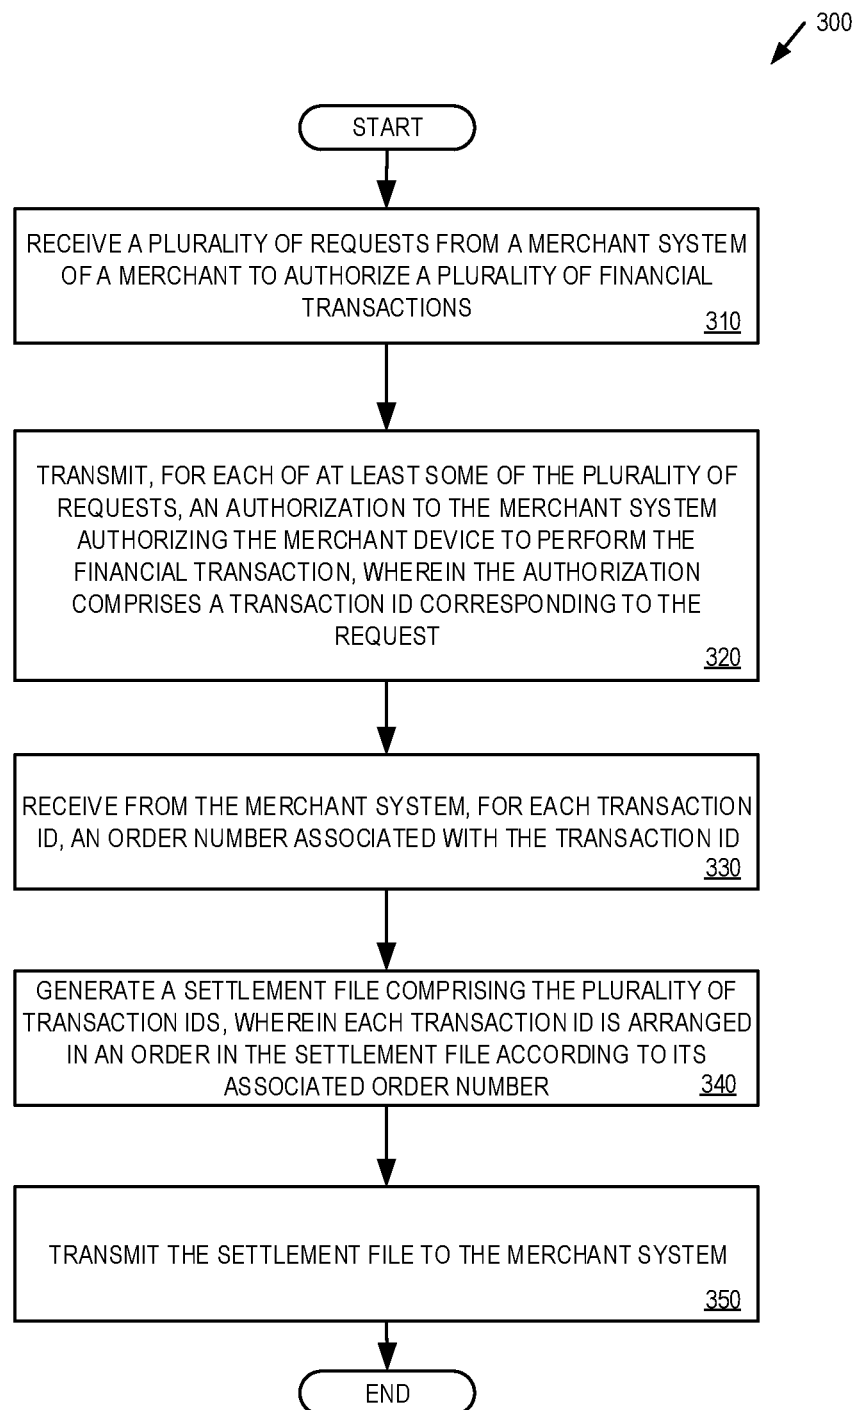 300
START
RECEIVE A PLURALITY OF REQUESTS FROM A MERCHANT SYSTEM
OF A MERCHANT TO AUTHORIZE A PLURALITY OF FINANCIAL
TRANSACTIONS
310
TRANSMIT, FOR EACH OF AT LEAST SOME OF THE PLURALITY OF
REQUESTS, AN AUTHORIZATION TO THE MERCHANT SYSTEM
AUTHORIZING THE MERCHANT DEVICE TO PERFORM THE
FINANCIAL TRANSACTION, WHEREIN THE AUTHORIZATION
COMPRISES A TRANSACTION ID CORRESPONDING TO THE
REQUEST
320
RECEIVE FROM THE MERCHANT SYSTEM, FOR EACH TRANSACTION
ID, AN ORDER NUMBER ASSOCIATED WITH THE TRANSACTION ID
330
GENERATE A SETTLEMENT FILE COMPRISING THE PLURALITY OF
TRANSACTION IDS, WHEREIN EACH TRANSACTION ID IS ARRANGED
IN AN ORDER IN THE SETTLEMENT FILE ACCORDING TO ITS
ASSOCIATED ORDER NUMBER
340
TRANSMIT THE SETTLEMENT FILE TO THE MERCHANT SYSTEM
350
END